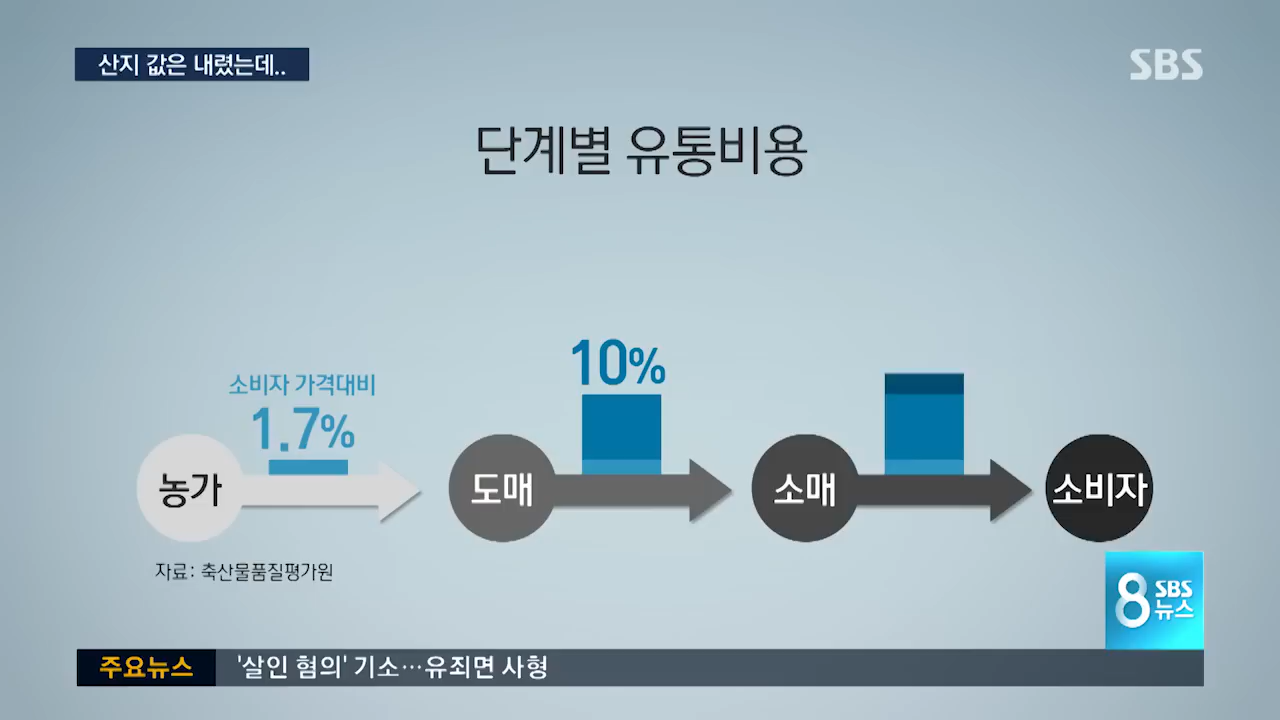 산지 값은 내렸는데..
SBS
단계별 유통비용
소비자 가격대비
1.7%
10%
농가
도매
소매
소비자
자료: 축산물품질평가원
8 SBS 뉴스
주요뉴스 '살인 혐의' 기소…유죄면 사형